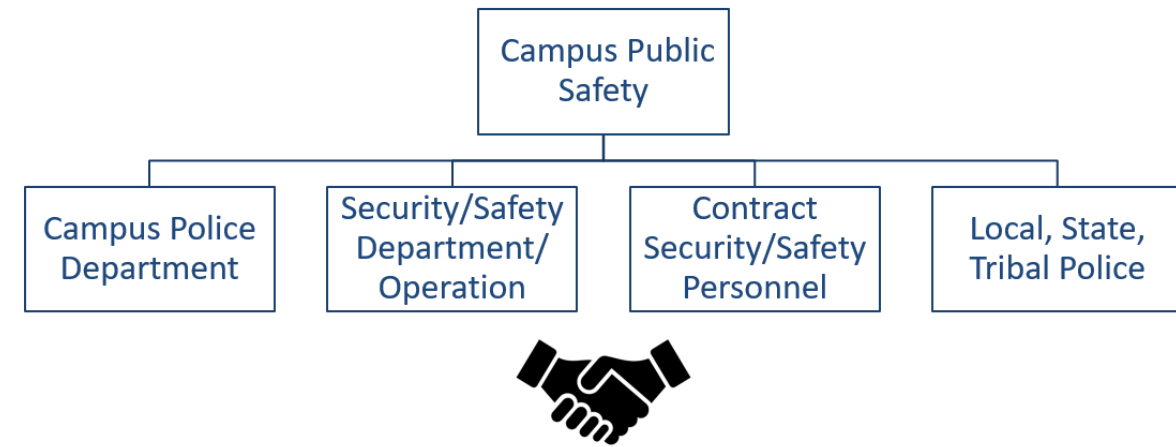 Campus Public
Safety
Campus Police
Department
Security/Safety
Department/
Operation
Contract
Security/Safety
Personnel
Local, State,
Tribal Police